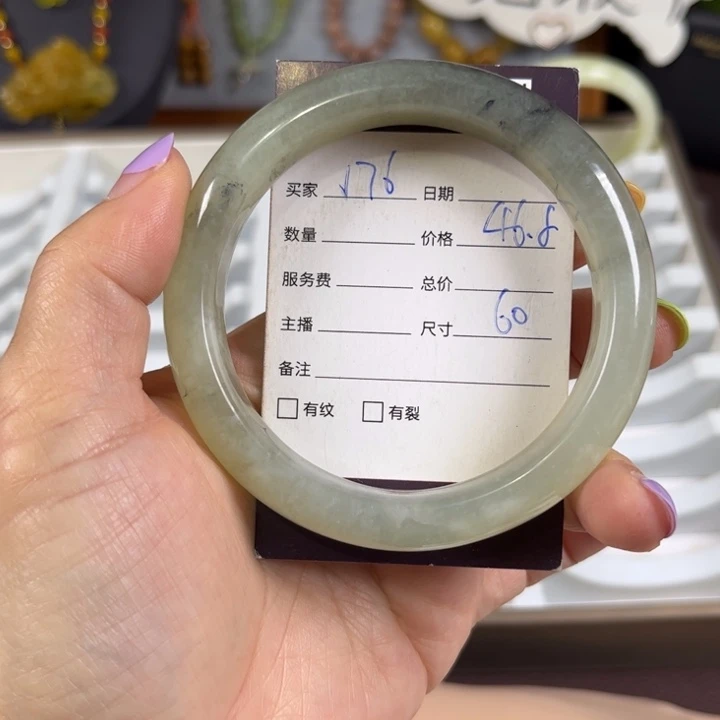 买家 176 日期
数量 价格 46.8
服务费 总价
主播 尺寸 60
备注
□ 有纹 □ 有裂